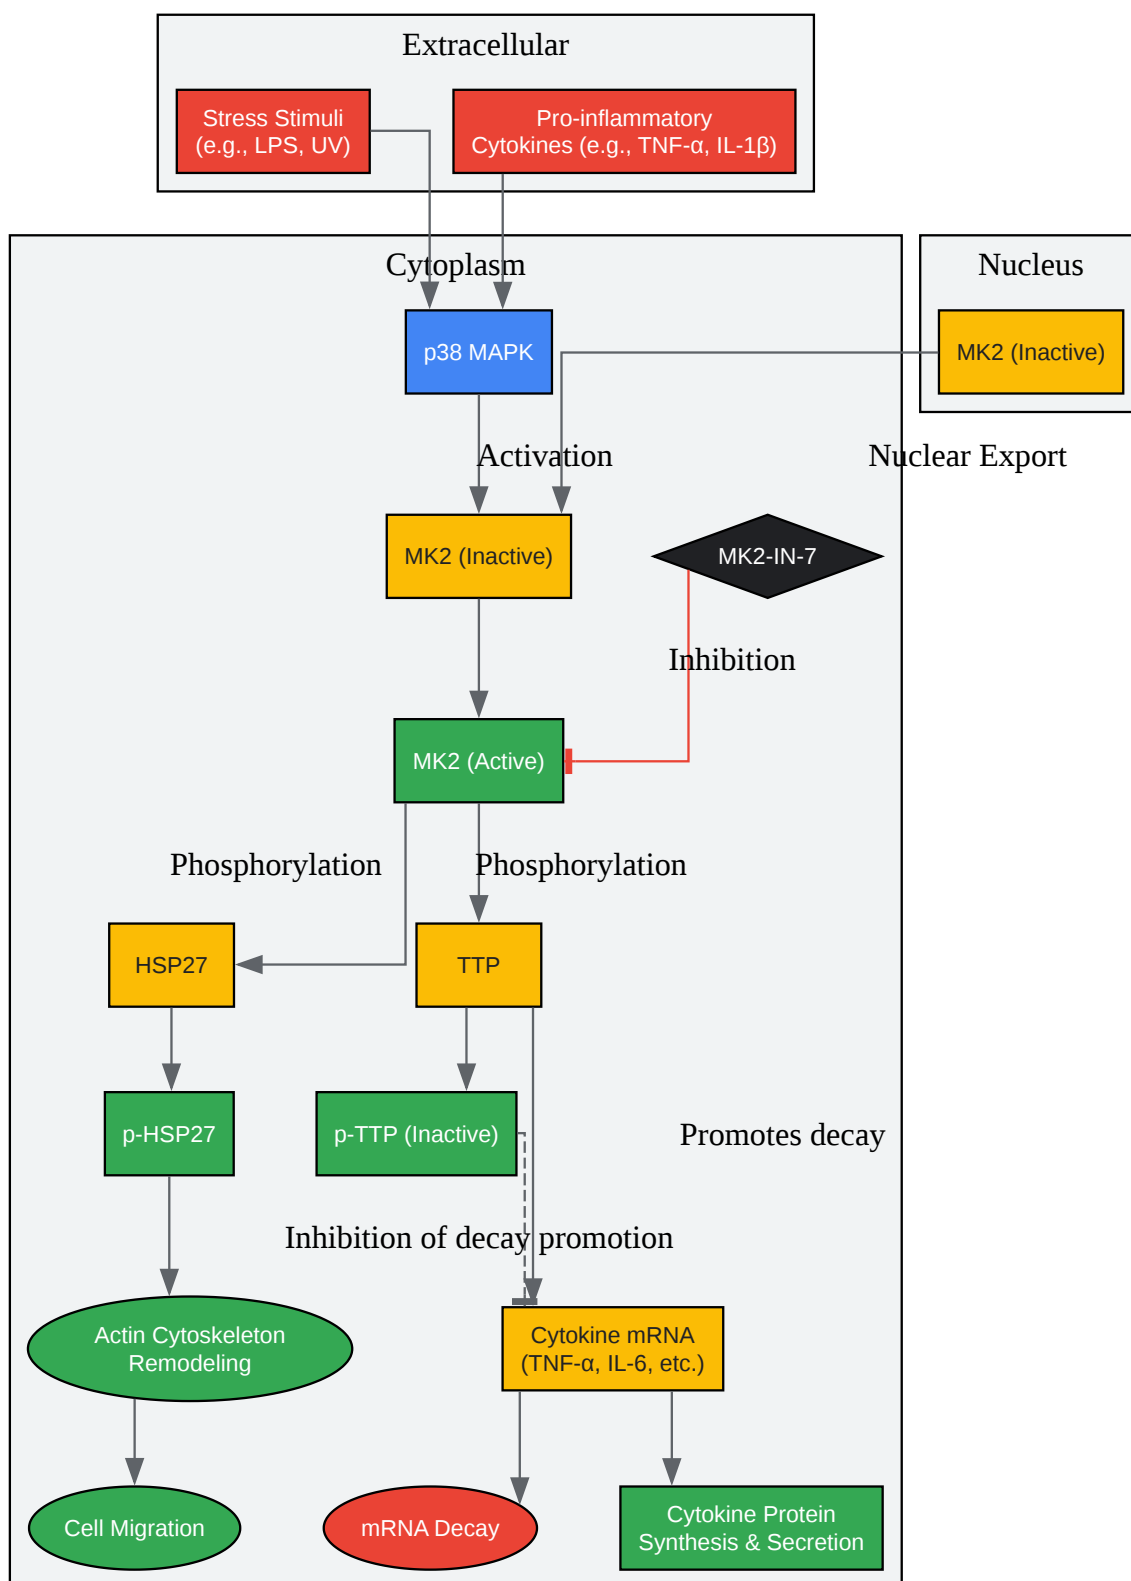 Extracellular
Stress Stimuli
(e.g., LPS, UV)
Pro-inflammatory
Cytokines (e.g., TNF-α, IL-1β)
Cytoplasm
Nucleus
p38 MAPK
MK2 (Inactive)
Activation
Nuclear Export
MK2 (Inactive)
MK2-IN-7
Inhibition
MK2 (Active)
Phosphorylation
Phosphorylation
HSP27
TTP
p-HSP27
p-TTP (Inactive)
Promotes decay
Inhibition of decay promotion
Actin Cytoskeleton
Remodeling
Cytokine mRNA
(TNF-α, IL-6, etc.)
Cell Migration
mRNA Decay
Cytokine Protein
Synthesis & Secretion